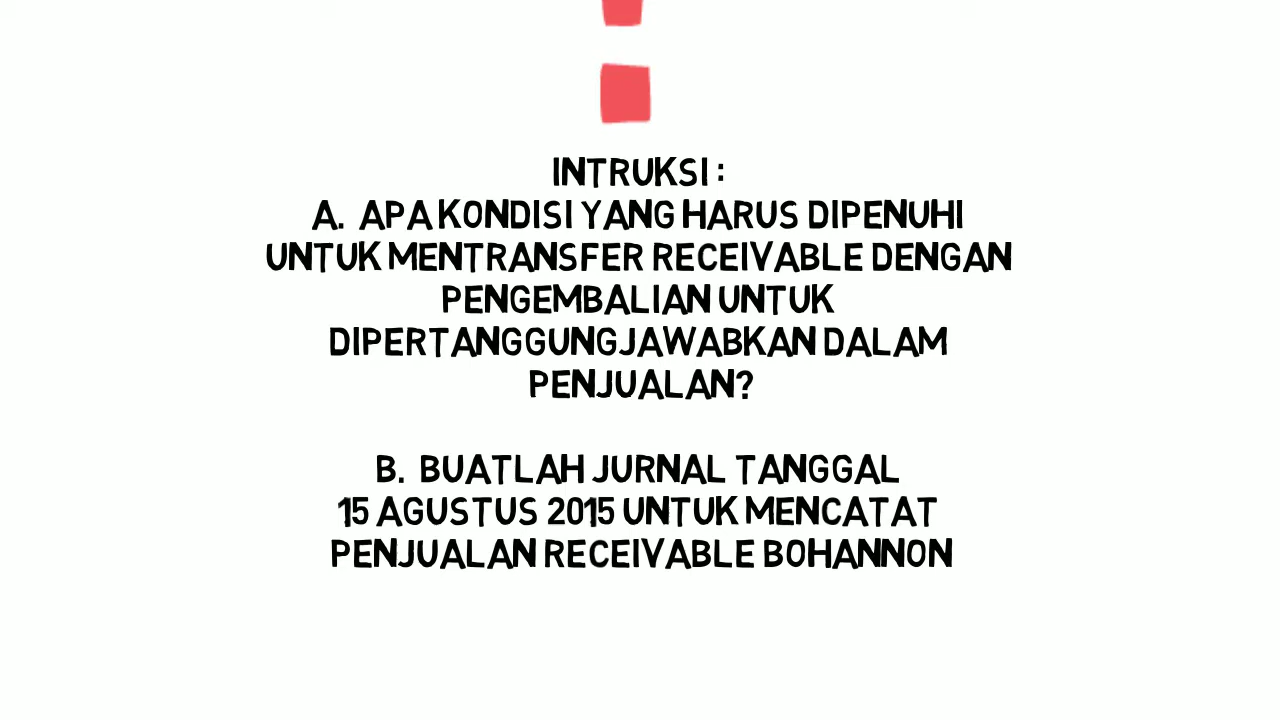 INTRUKSI :
A. APA KONDISI YANG HARUS DIPENUHI
UNTUK MENTRANSFER RECEIVABLE DENGAN
PENGEMBALIAN UNTUK
DIPERTANGGUNGJAWABKAN DALAM
PENJUALAN?
B. BUATLAH JURNAL TANGGAL
15 AGUSTUS 2015 UNTUK MENCATAT
PENJUALAN RECEIVABLE BOHANNON